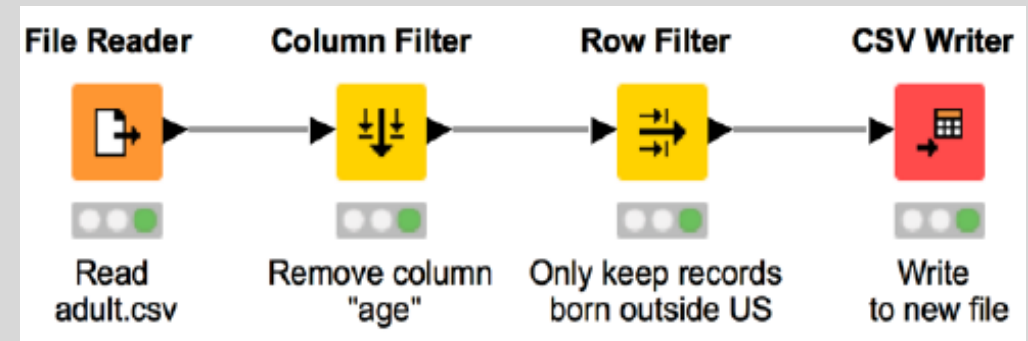 File Reader
Column Filter
Row Filter
CSV Writer
Read
adult.csv
Remove column
"age"
Only keep records
born outside US
Write
to new file